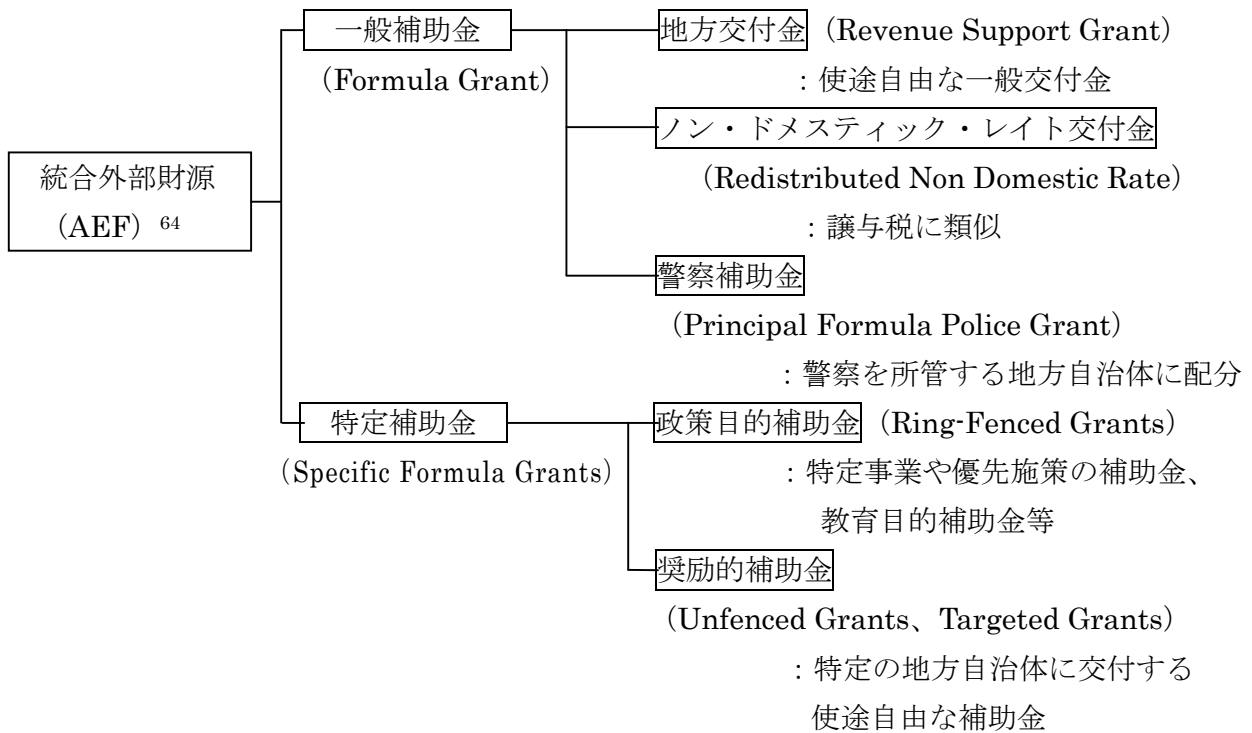 一般補助金
(Formula Grant)
地方交付金 (Revenue Support Grant)
：使途自由な一般交付金
ノン・ドメスティック・レイト交付金
(Redistributed Non Domestic Rate)
：譲与税に類似
統合外部財源
(AEF) 64
警察補助金
(Principal Formula Police Grant)
：警察を所管する地方自治体に配分
特定補助金
(Specific Formula Grants)
政策目的補助金 (Ring-Fenced Grants)
：特定事業や優先施策の補助金、
教育目的補助金等
奨励的補助金
(Unfenced Grants、Targeted Grants)
：特定の地方自治体に交付する
使途自由な補助金